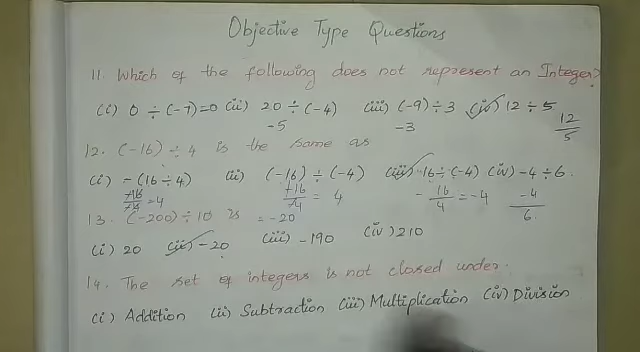 Objective Type Questions
11. Which of the following does not represent an Integer?
(i) 0 ÷ (-7)=0 (ii) 20 ÷ (-4) (iii) (-9) ÷ 3 (iv) 12 ÷ 5
-5 -3 12/5
12. (-16) ÷ 4 is the same as
(i) -(16 ÷ 4) (ii) (-16) ÷ (-4) (iii) 16 ÷ (-4) (iv) -4 ÷ 6.
= 4 = 4 - 16/4 = -4 -4/6
13. (-200) ÷ 10 is = -20
(i) 20 (ii) -20 (iii) -190 (iv) 210
14. The set of integers is not closed under.
(i) Addition (ii) Subtraction (iii) Multiplication (iv) Division